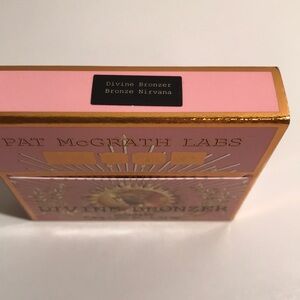 Divine Bronzer
Bronze Nirvana
PAT McGRATH LABS
DIVINE BRONZER